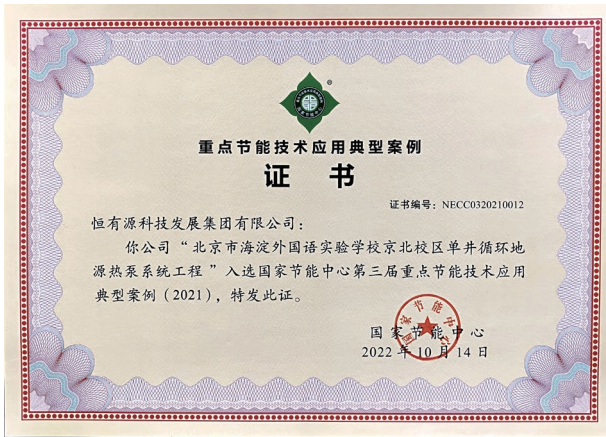 ®
重点节能技术应用典型案例
证 书
证书编号：NECC0320210012
恒有源科技发展集团有限公司：
你公司“北京市海淀外国语实验学校京北校区单井循环地
源热泵系统工程”入选国家节能中心第三届重点节能技术应用
典型案例（2021），特发此证。
国家节能中心
2022年10月14日